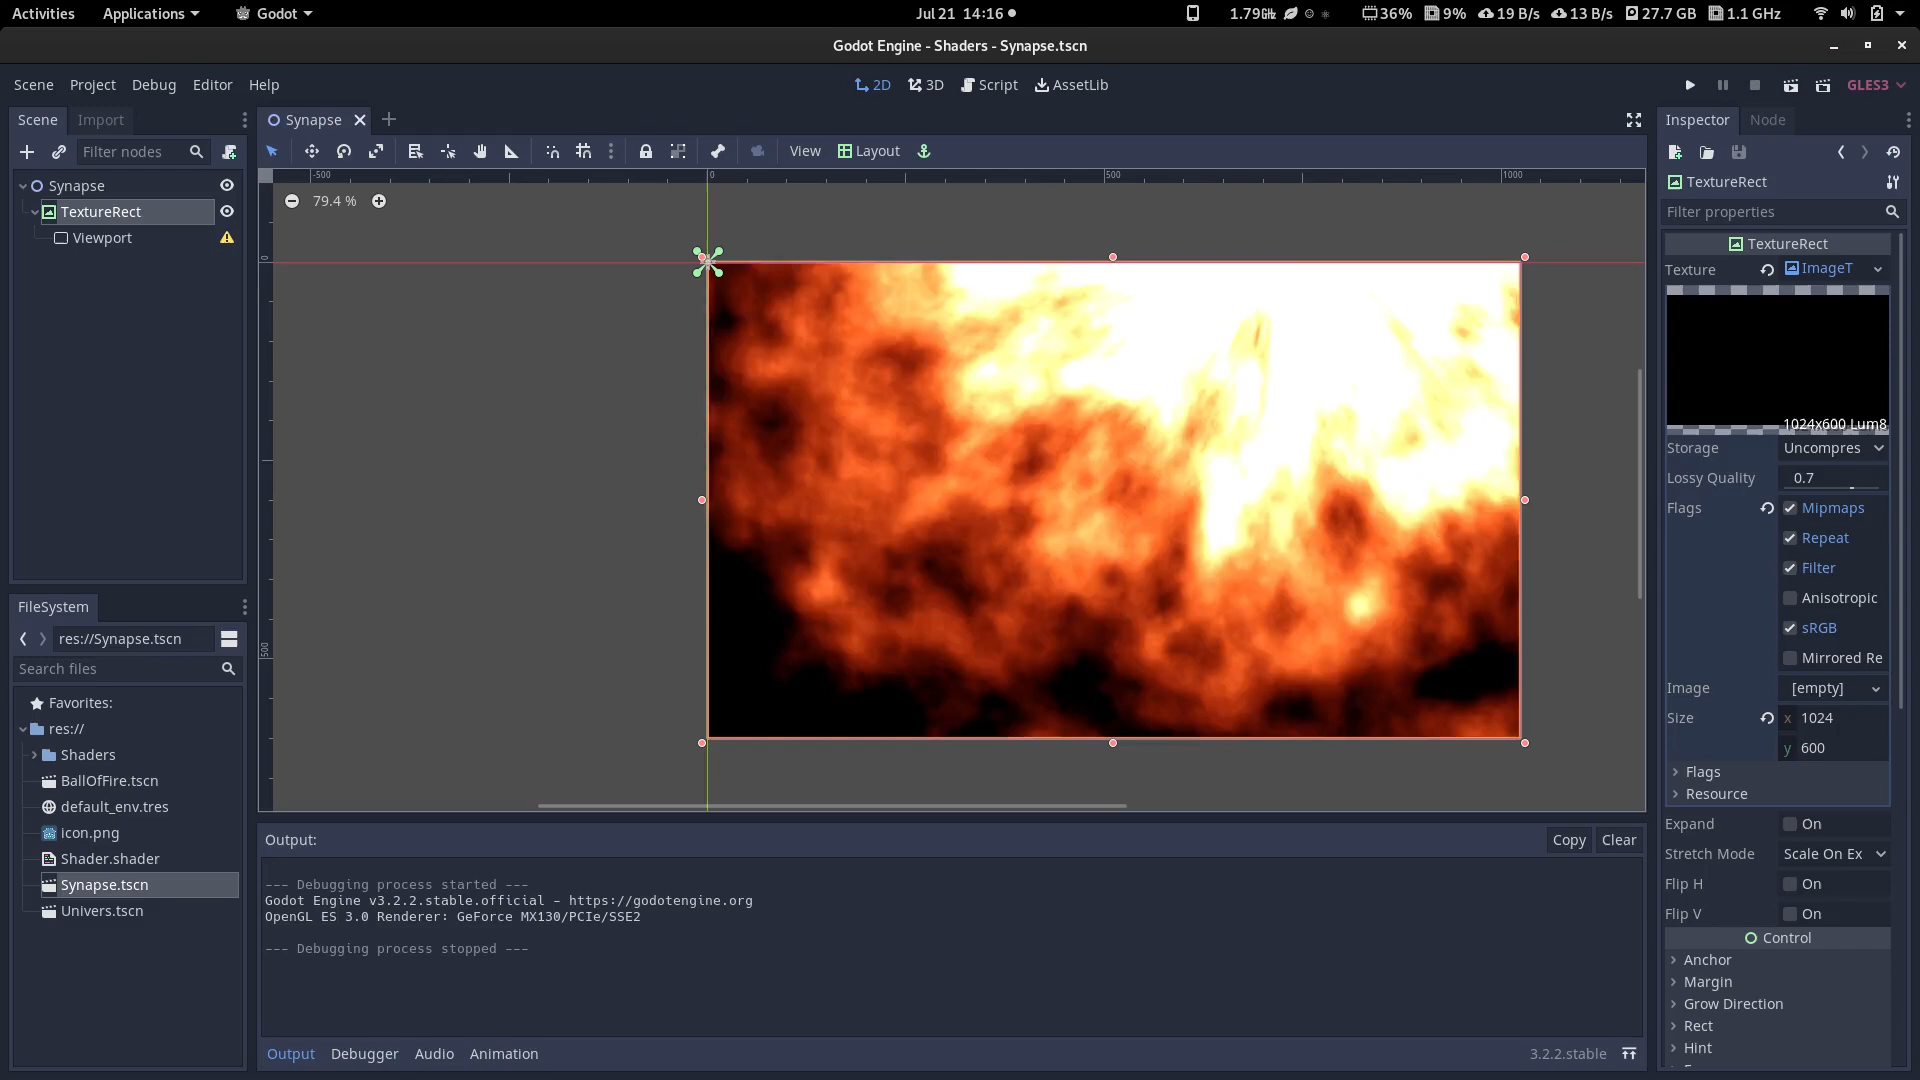 Activities Applications Godot Jul 21 14:16 1.79GHz 36% 9% 19 B/s 13 B/s 27.7 GB 1.1 GHz
Godot Engine - Shaders - Synapse.tscn
Scene Project Debug Editor Help 2D 3D Script AssetLib GLES3
Scene Import Synapse Inspector Node
Filter nodes View Layout
Synapse
TextureRect
Viewport
-500 0 500 1000
79.4 %
0
500
TextureRect
Filter properties
TextureRect
Texture ImageT
1024x600 Lum8
Storage Uncompres
Lossy Quality 0.7
Flags Mipmaps
Repeat
Filter
Anisotropic
sRGB
Mirrored Re
Image [empty]
Size x 1024
y 600
Flags
Resource
Expand On
Stretch Mode Scale On Ex
Flip H On
Flip V On
Control
Anchor
Margin
Grow Direction
Rect
Hint
FileSystem
res://Synapse.tscn
Search files
Favorites:
res://
Shaders
BallOfFire.tscn
default_env.tres
icon.png
Shader.shader
Synapse.tscn
Univers.tscn
Output: Copy Clear
--- Debugging process started ---
Godot Engine v3.2.2.stable.official - https://godotengine.org
OpenGL ES 3.0 Renderer: GeForce MX130/PCIe/SSE2
--- Debugging process stopped ---
Output Debugger Audio Animation 3.2.2.stable